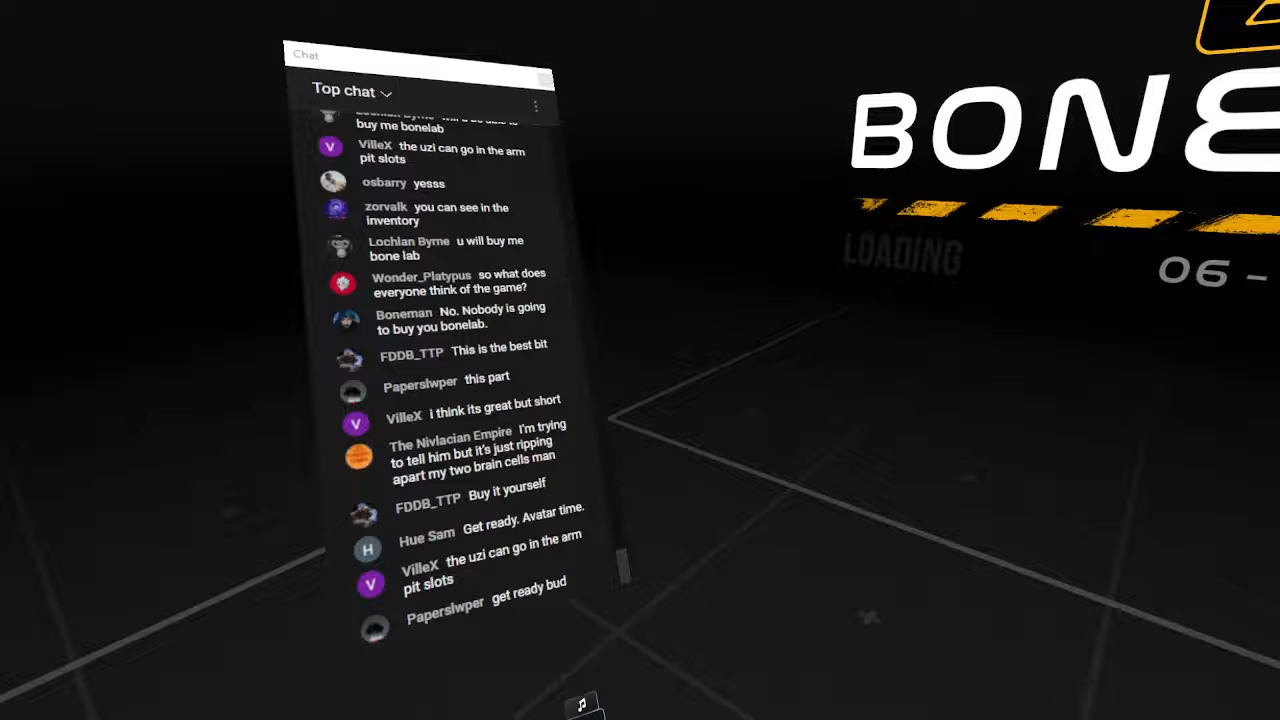 Chat
Top chat
buy me bonelab
VilleX the uzi can go in the arm
pit slots
osbarry yesss
zorvalk you can see in the
inventory
Lochlan Byrne u will buy me
bone lab
Wonder_Platypus so what does
everyone think of the game?
Boneman No. Nobody is going
to buy you bonelab.
FDDB_TTP This is the best bit
Paperslwper this part
VilleX i think its great but short
The Nivlacian Empire I'm trying
to tell him but it's just ripping
apart my two brain cells man
FDDB_TTP Buy it yourself
Hue Sam Get ready. Avatar time.
VilleX the uzi can go in the arm
pit slots
Paperslwper get ready bud
BONE
LOADING
06 -